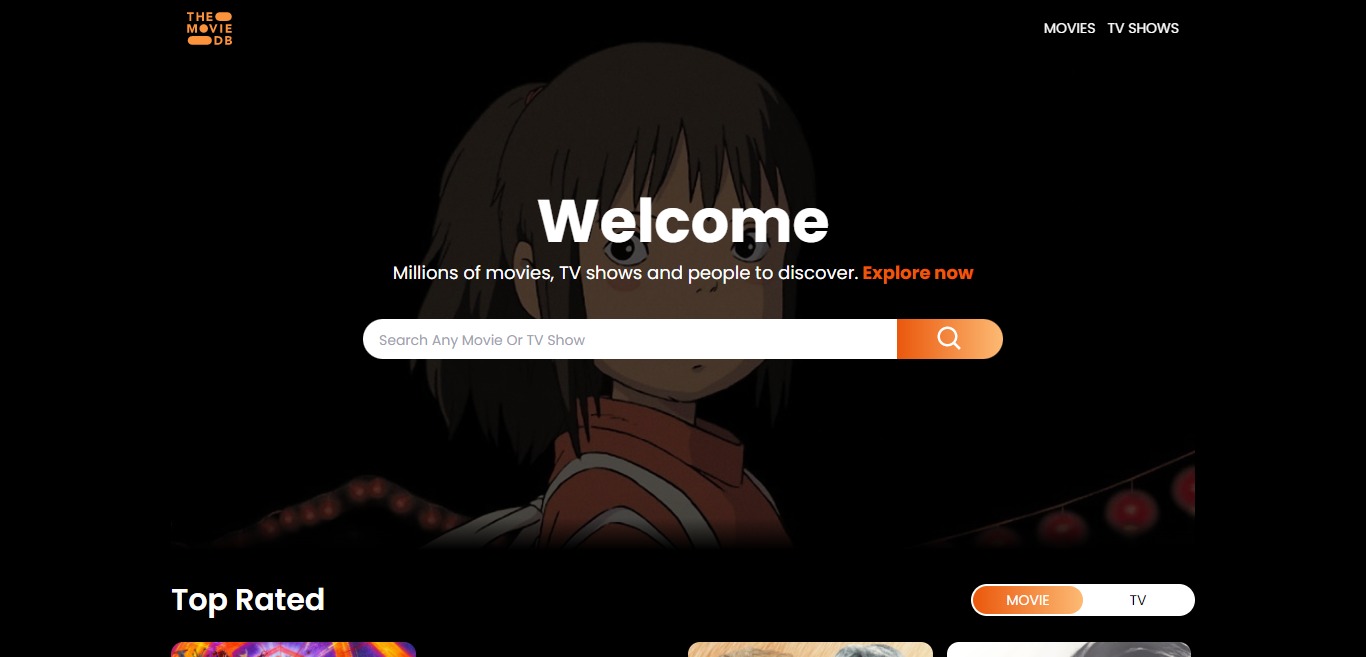 THE
MOVIE
DB
MOVIES TV SHOWS
Welcome
Millions of movies, TV shows and people to discover. Explore now
Search Any Movie Or TV Show
Top Rated
MOVIE TV